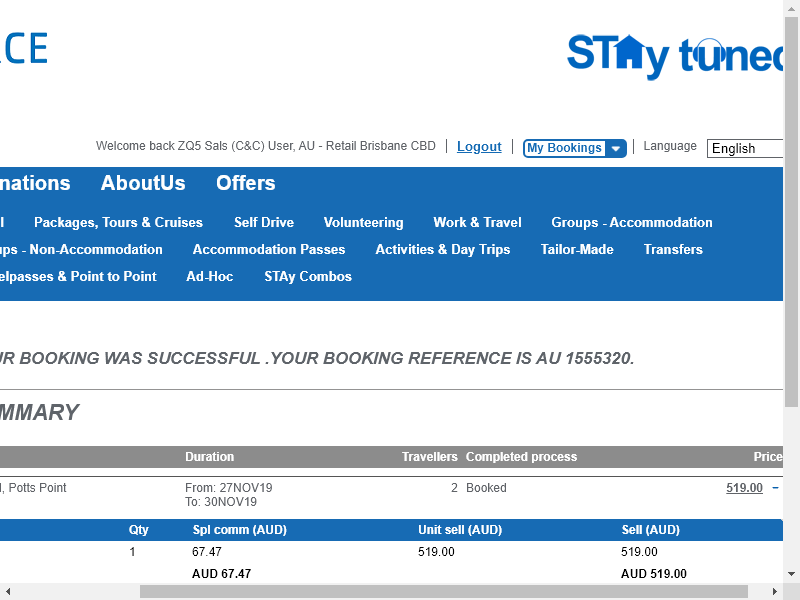 CE
STAy tuned
Welcome back ZQ5 Sals (C&C) User, AU - Retail Brisbane CBD | Logout | My Bookings | Language English
nations AboutUs Offers
l Packages, Tours & Cruises Self Drive Volunteering Work & Travel Groups - Accommodation
ups - Non-Accommodation Accommodation Passes Activities & Day Trips Tailor-Made Transfers
elpasses & Point to Point Ad-Hoc STAy Combos
UR BOOKING WAS SUCCESSFUL .YOUR BOOKING REFERENCE IS AU 1555320.
MMARY
Duration Travellers Completed process Price
l, Potts Point From: 27NOV19 2 Booked 519.00 −
To: 30NOV19
Qty Spl comm (AUD) Unit sell (AUD) Sell (AUD)
1 67.47 519.00 519.00
AUD 67.47 AUD 519.00